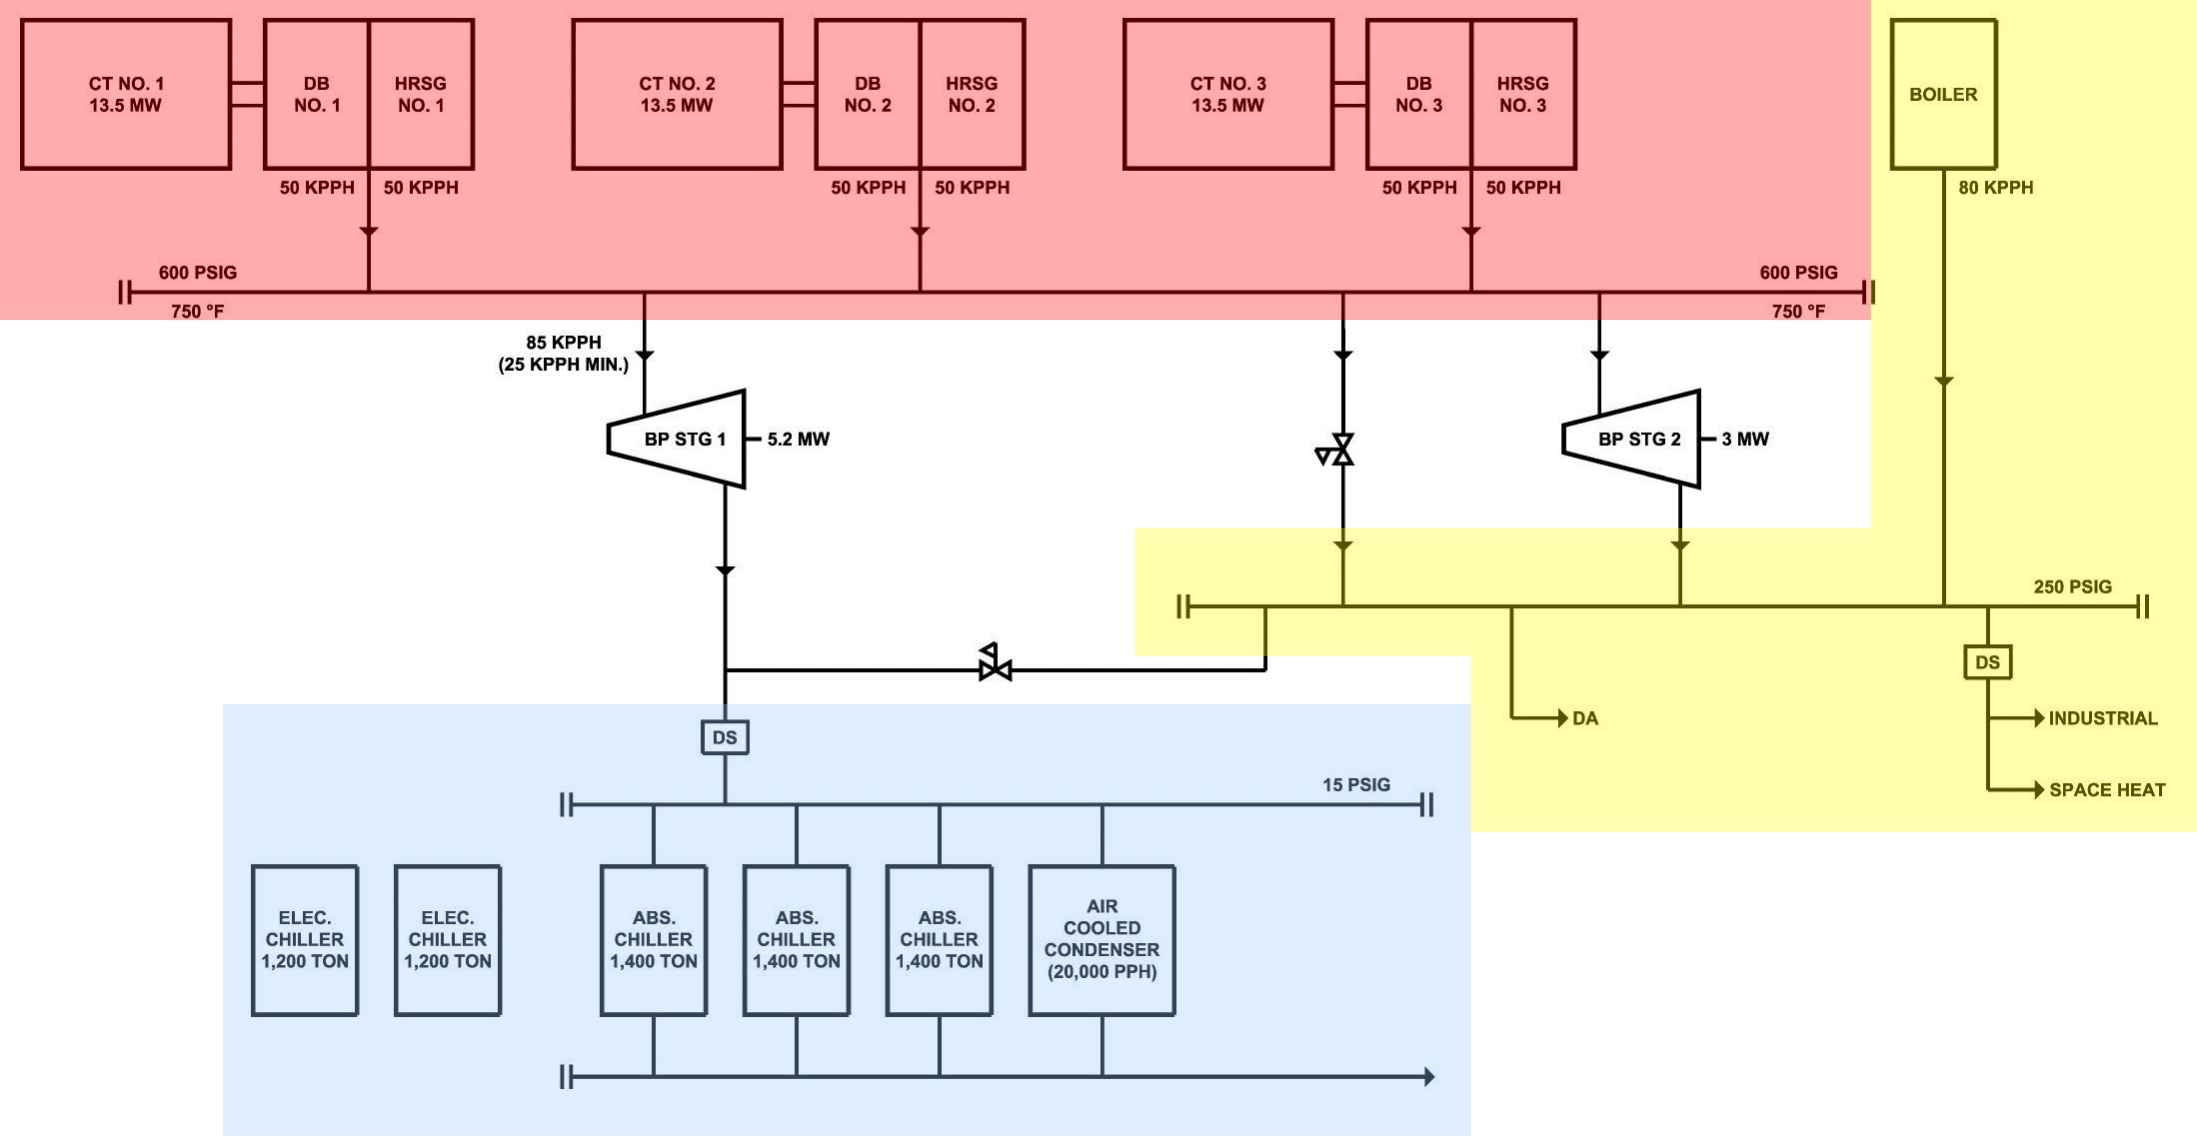 CT NO. 1
13.5 MW
DB
NO. 1
HRSG
NO. 1
CT NO. 2
13.5 MW
DB
NO. 2
HRSG
NO. 2
CT NO. 3
13.5 MW
DB
NO. 3
HRSG
NO. 3
BOILER
50 KPPH
50 KPPH
50 KPPH
50 KPPH
50 KPPH
50 KPPH
80 KPPH
600 PSIG
750 °F
600 PSIG
750 °F
85 KPPH
(25 KPPH MIN.)
BP STG 1
5.2 MW
BP STG 2
3 MW
250 PSIG
DS
DA
INDUSTRIAL
SPACE HEAT
DS
15 PSIG
ELEC.
CHILLER
1,200 TON
ELEC.
CHILLER
1,200 TON
ABS.
CHILLER
1,400 TON
ABS.
CHILLER
1,400 TON
ABS.
CHILLER
1,400 TON
AIR
COOLED
CONDENSER
(20,000 PPH)